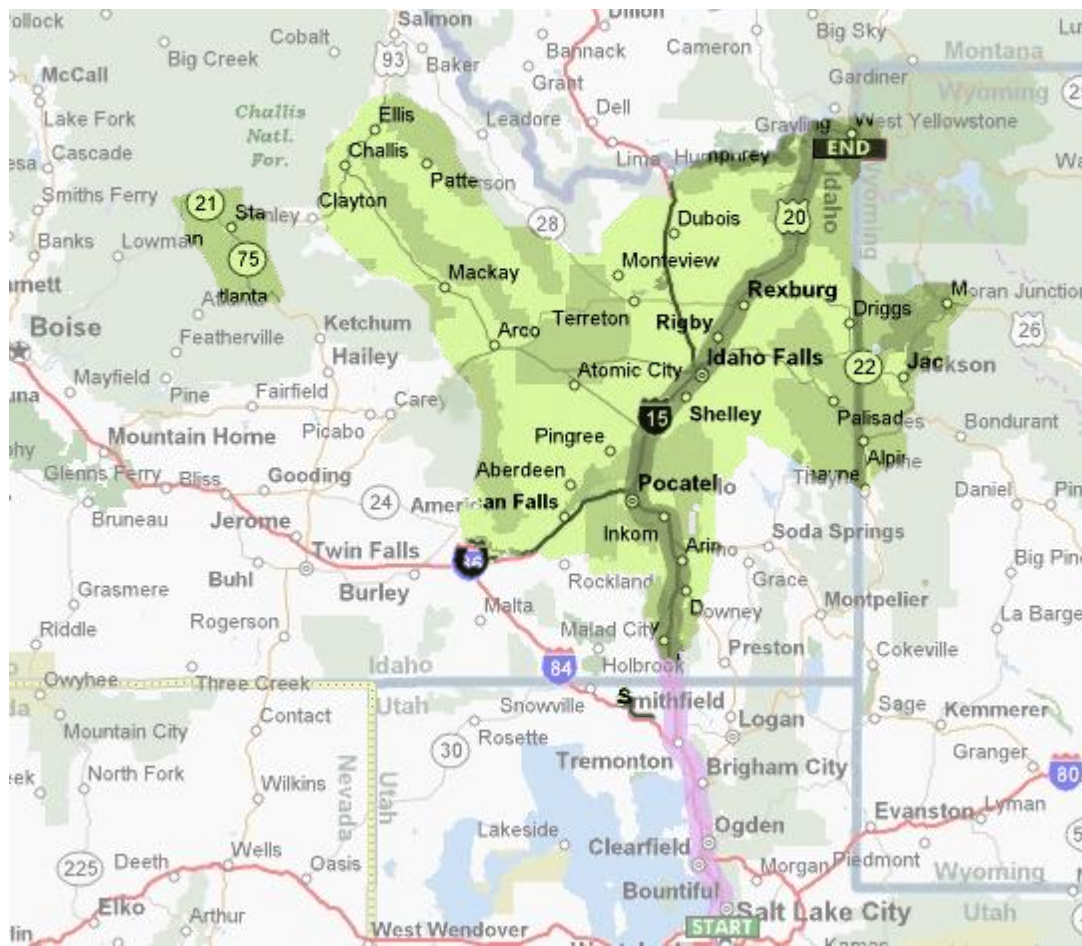 ollock
Salmon
Dillon
Big Sky
Cobalt
Bannack
Cameron
Montana
Big Creek
93
Baker
Grant
Gardiner
Wyoming
McCall
Challis
Natl.
For.
Ellis
Leadore
Dell
Grayling
West Yellowstone
Lake Fork
END
Cascade
Challis
Lima
Humphrey
Smiths Ferry
Patterson
Idaho
Wyoming
21
Stanley
Clayton
28
Dubois
20
Banks
Lowman
75
Monteview
Mackay
Rexburg
Moran Junction
Atlanta
Terreton
Driggs
Boise
Featherville
Ketchum
Arco
Rigby
26
Hailey
Idaho Falls
Mayfield
Atomic City
22
Jackson
Pine
Fairfield
Carey
15
Shelley
Palisades
Bondurant
Mountain Home
Picabo
Pingree
Alpine
Glenns Ferry
Bliss
Gooding
Aberdeen
Pocatello
Thayne
Daniel
Bruneau
24
American Falls
Jerome
Inkom
Soda Springs
Twin Falls
86
Arimo
Big Piney
Buhl
Rockland
Grace
Grasmere
Burley
Malta
Downey
Montpelier
La Barge
Rogerson
Riddle
Malad City
Preston
Idaho
84
Holbrook
Cokeville
Owyhee
Three Creek
Utah
Snowville
Smithfield
Sage
Mountain City
Contact
Logan
Kemmerer
30
Rosette
Granger
North Fork
Nevada
Utah
Tremonton
Brigham City
80
Wilkins
Evanston
Lyman
Lakeside
Ogden
225
Deeth
Wells
Oasis
Clearfield
Morgan
Piedmont
Bountiful
Wyoming
Elko
Arthur
START
Salt Lake City
Utah
West Wendover
Kamas